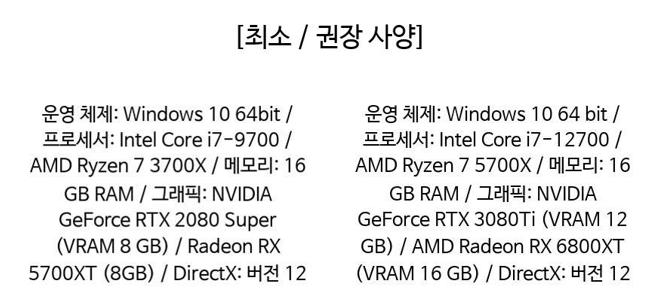 [최소 / 권장 사양]
운영 체제: Windows 10 64bit /
프로세서: Intel Core i7-9700 /
AMD Ryzen 7 3700X / 메모리: 16
GB RAM / 그래픽: NVIDIA
GeForce RTX 2080 Super
(VRAM 8 GB) / Radeon RX
5700XT (8GB) / DirectX: 버전 12
운영 체제: Windows 10 64 bit /
프로세서: Intel Core i7-12700 /
AMD Ryzen 7 5700X / 메모리: 16
GB RAM / 그래픽: NVIDIA
GeForce RTX 3080Ti (VRAM 12
GB) / AMD Radeon RX 6800XT
(VRAM 16 GB) / DirectX: 버전 12